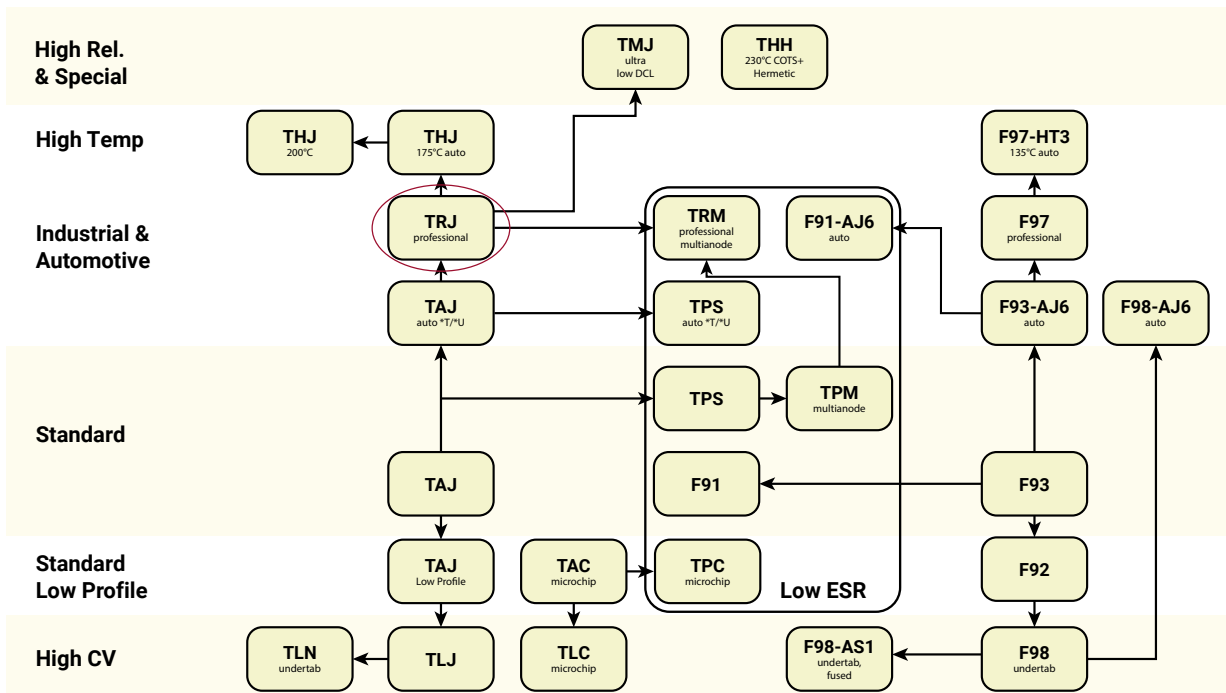 High Rel.
& Special
TMJ
ultra
low DCL
THH
230°C COTS+
Hermetic
High Temp
THJ
200°C
THJ
175°C auto
F97-HT3
135°C auto
Industrial &
Automotive
TRJ
professional
TRM
professional
multianode
F91-AJ6
auto
F97
professional
TAJ
auto *T/*U
TPS
auto *T/*U
F93-AJ6
auto
F98-AJ6
auto
Standard
TPS
TPM
multianode
TAJ
F91
F93
Standard
Low Profile
TAJ
Low Profile
TAC
microchip
TPC
microchip
Low ESR
F92
High CV
TLN
undertab
TLJ
TLC
microchip
F98-AS1
undertab,
fused
F98
undertab